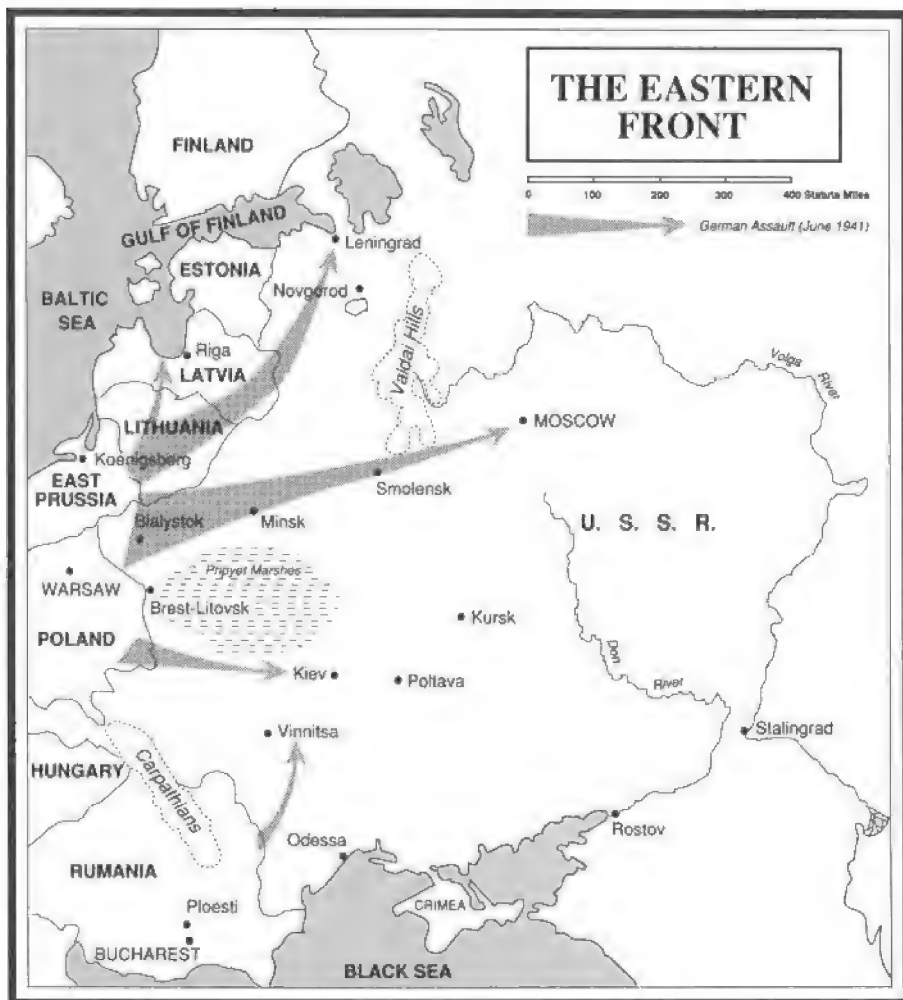 THE EASTERN
FRONT
0 100 200 300 400 Statute Miles
German Assault (June 1941)
FINLAND
GULF OF FINLAND
Leningrad
ESTONIA
Novgorod
BALTIC
SEA
Valdai Hills
Riga
LATVIA
Volga
River
LITHUANIA
MOSCOW
Koenigsberg
EAST
PRUSSIA
Smolensk
Minsk
Bialystok
U. S. S. R.
Pripyet Marshes
WARSAW
Brest-Litovsk
Kursk
POLAND
Don
River
Kiev
Poltava
Vinnitsa
Stalingrad
HUNGARY
Carpathians
Rostov
Odessa
RUMANIA
CRIMEA
Ploesti
BUCHAREST
BLACK SEA